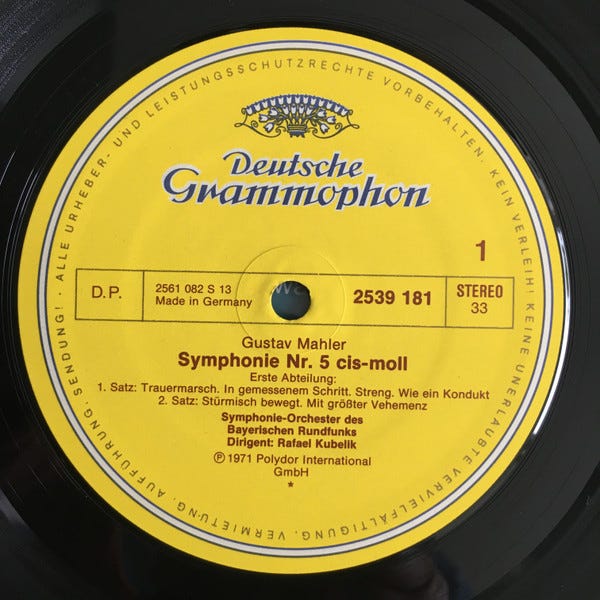 ALLE URHEBER- UND LEISTUNGSSCHUTZRECHTE VORBEHALTEN. KEIN VERLEIH! KEINE UNERLAUBTE VERVIELFÄLTIGUNG, VERMIETUNG, AUFFÜHRUNG, SENDUNG!
Deutsche
Grammophon
1
D.P.
2561 082 S 13
Made in Germany
2539 181
STEREO
33
Gustav Mahler
Symphonie Nr. 5 cis-moll
Erste Abteilung:
1. Satz: Trauermarsch. In gemessenem Schritt. Streng. Wie ein Kondukt
2. Satz: Stürmisch bewegt. Mit größter Vehemenz
Symphonie-Orchester des
Bayerischen Rundfunks
Dirigent: Rafael Kubelik
Ⓟ 1971 Polydor International
GmbH
*